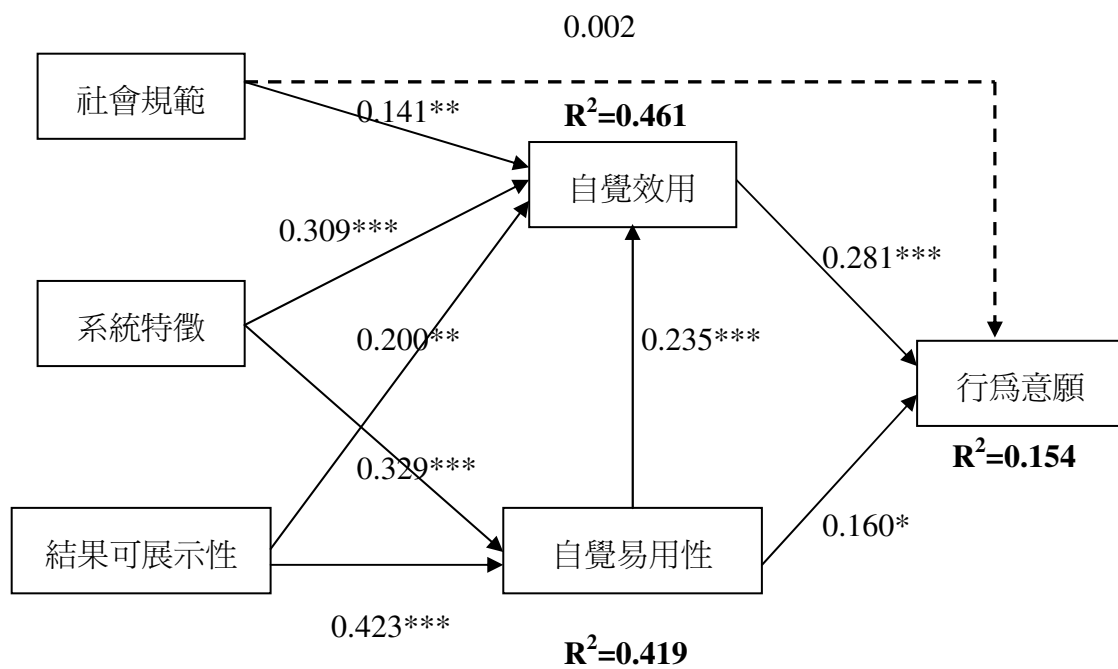 0.002
社會規範
0.141**
R²=0.461
自覺效用
0.309***
0.281***
系統特徵
0.200**
0.235***
行爲意願
R²=0.154
0.329***
0.160*
結果可展示性
自覺易用性
0.423***
R²=0.419